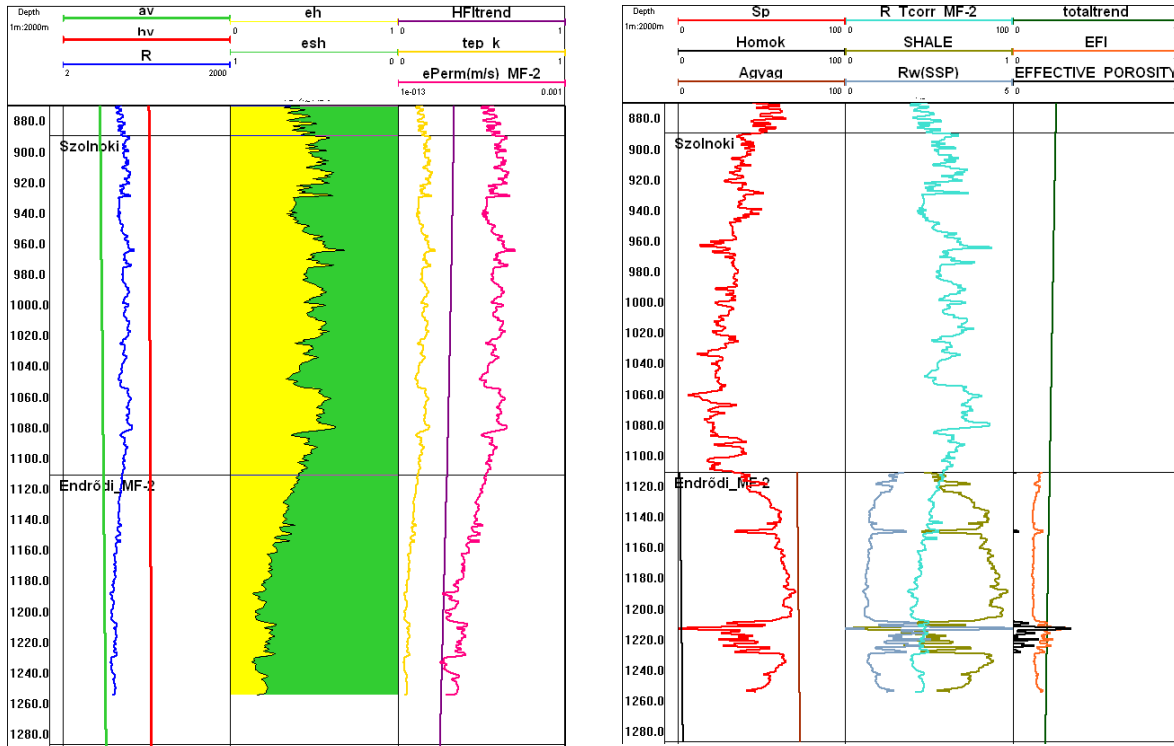 Depth av eh HFItrend
1m:2000m 0 1 0 1
hv esh tep_k
R 1 0 0 1
2 2000 ePerm(m/s)_MF-2
1e-013 0.001
880.0
Szolnoki
900.0
920.0
940.0
960.0
980.0
1000.0
1020.0
1040.0
1060.0
1080.0
1100.0
Endrődi_MF-2
1120.0
1140.0
1160.0
1180.0
1200.0
1220.0
1240.0
1260.0
1280.0
Depth Sp R_Tcorr_MF-2 totaltrend
1m:2000m 0 100 0 100 0
Homok SHALE EFI
0 100 0 1 0
Agyag Rw(SSP) EFFECTIVE_POROSITY
0 100 0 5 0
880.0
Szolnoki
900.0
920.0
940.0
960.0
980.0
1000.0
1020.0
1040.0
1060.0
1080.0
1100.0
Endrődi_MF-2
1120.0
1140.0
1160.0
1180.0
1200.0
1220.0
1240.0
1260.0
1280.0